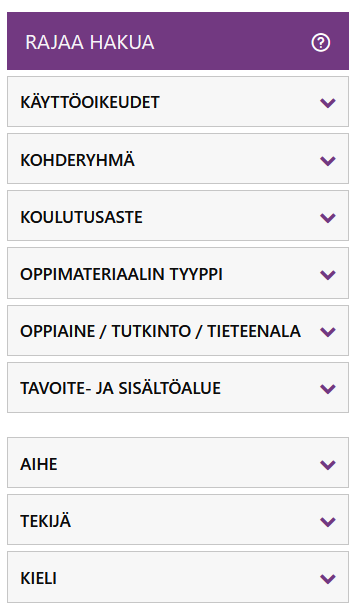 RAJAA HAKUA
KÄYTTÖOIKEUDET
KOHDERYHMÄ
KOULUTUSASTE
OPPIMATERIAALIN TYYPPI
OPPIAINE / TUTKINTO / TIETEENALA
TAVOITE- JA SISÄLTÖALUE
AIHE
TEKIJÄ
KIELI